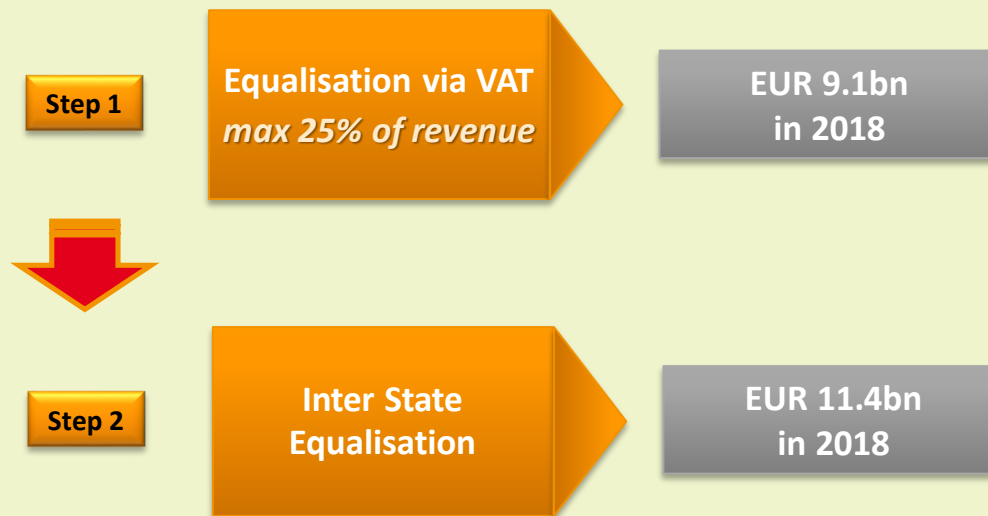 Step 1
Equalisation via VAT
max 25% of revenue
EUR 9.1bn
in 2018
Step 2
Inter State
Equalisation
EUR 11.4bn
in 2018